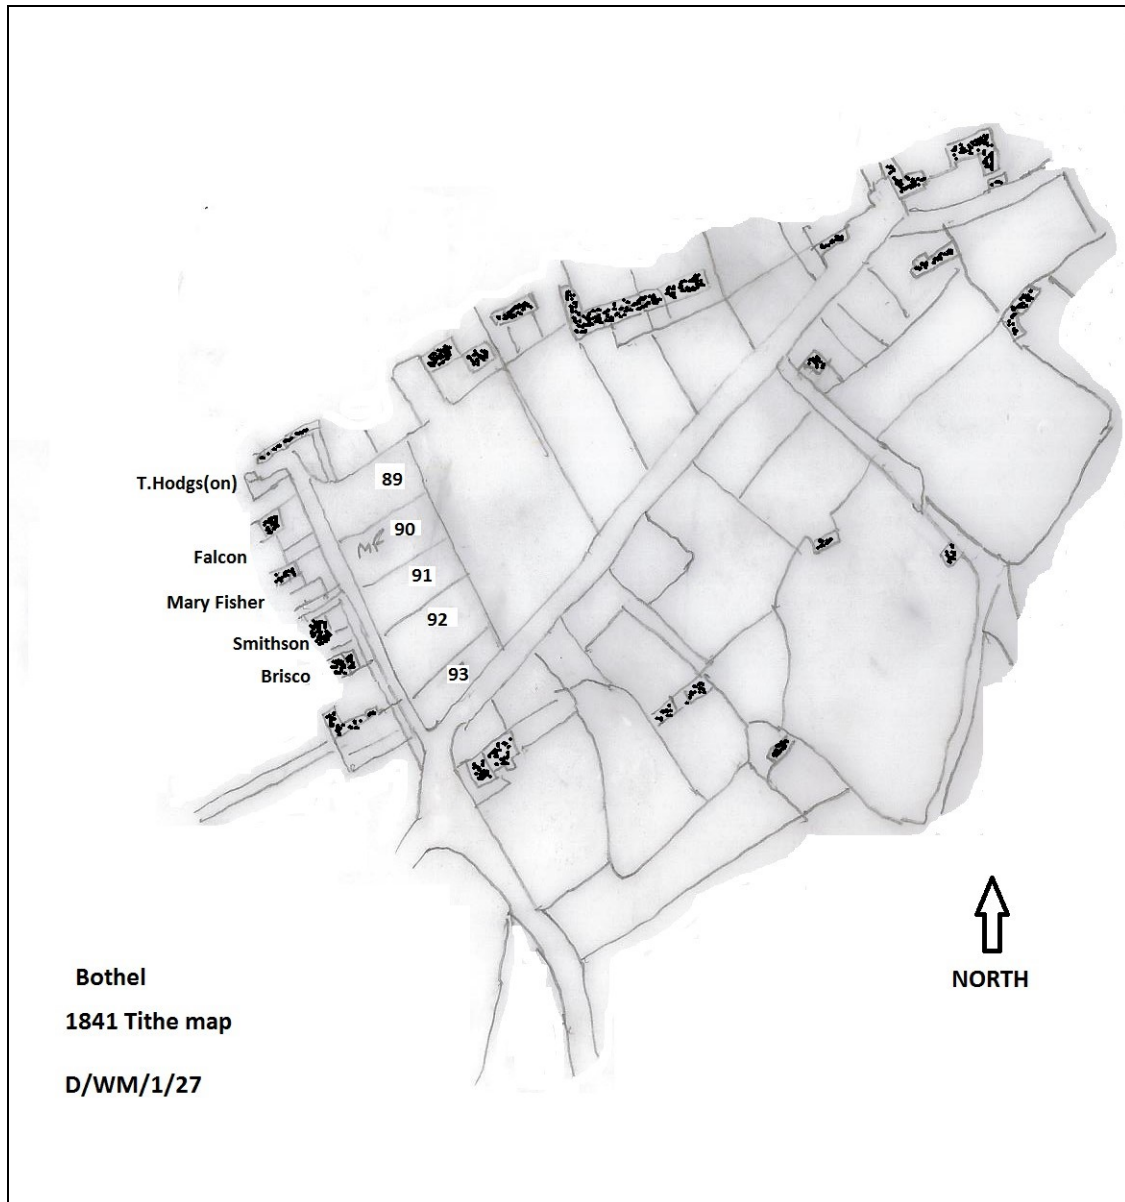 T.Hodgs(on)
89
90
MF
Falcon
91
Mary Fisher
92
Smithson
Brisco
93
NORTH
Bothel
1841 Tithe map
D/WM/1/27